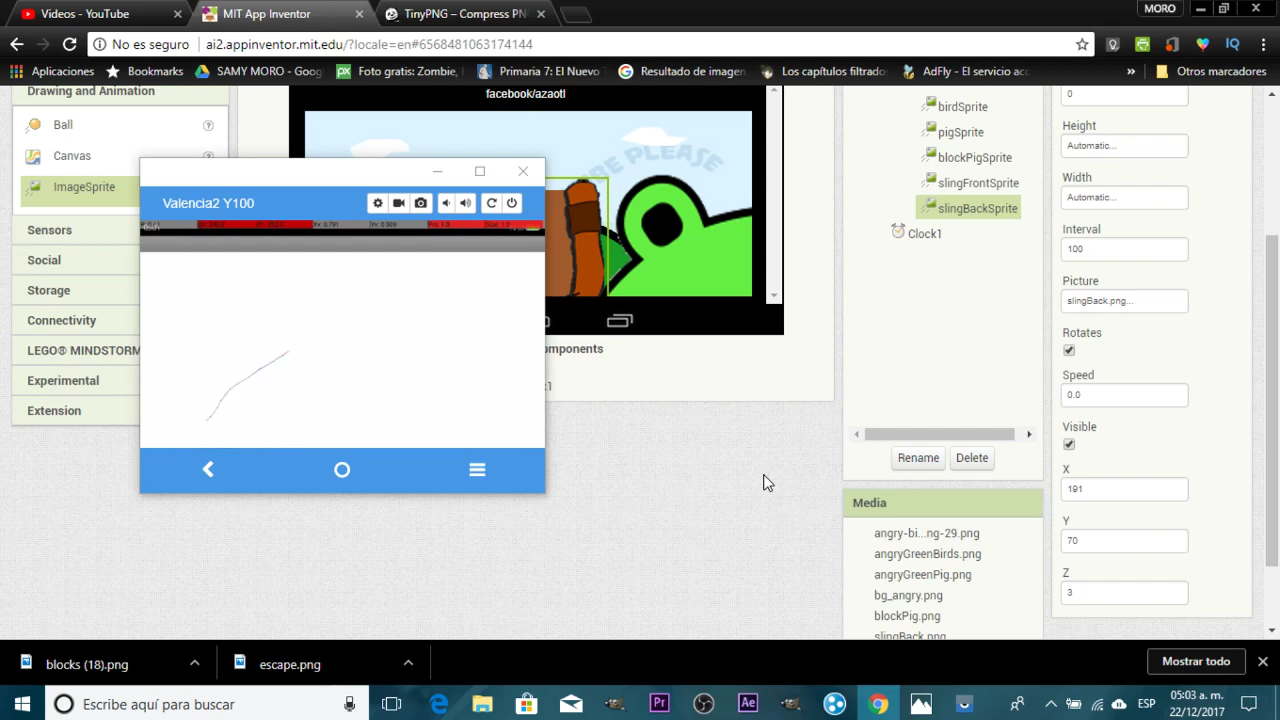 Videos - YouTube
MIT App Inventor
TinyPNG – Compress PN
MORO
No es seguro
ai2.appinventor.mit.edu/?locale=en#6568481063174144
Aplicaciones
Bookmarks
SAMY MORO - Goog
Foto gratis: Zombie,
Primaria 7: El Nuevo
Resultado de imagen
Los capítulos filtrados
AdFly - El servicio acc
»
Otros marcadores
Drawing and Animation
Ball
Canvas
ImageSprite
Sensors
Social
Storage
Connectivity
LEGO® MINDSTORM
Experimental
Extension
facebook/azaotl
RE PLEASE
Valencia2 Y100
omponents
birdSprite
pigSprite
blockPigSprite
slingFrontSprite
slingBackSprite
Clock1
Rename
Delete
Media
angry-bi...ng-29.png
angryGreenBirds.png
angryGreenPig.png
bg_angry.png
blockPig.png
slingBack.png
0
Height
Automatic...
Width
Automatic...
Interval
100
Picture
slingBack.png...
Rotates
Speed
0.0
Visible
X
191
Y
70
Z
3
blocks (18).png
escape.png
Mostrar todo
Escribe aquí para buscar
ESP
05:03 a. m.
22/12/2017